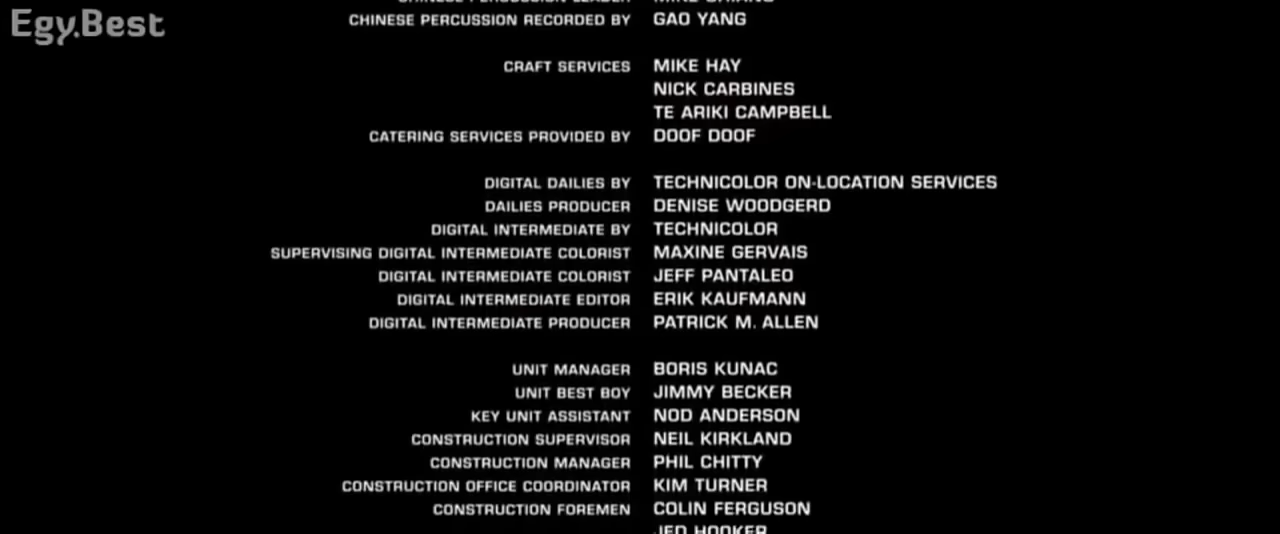 Egy.Best
CHINESE PERCUSSION RECORDED BY GAO YANG
CRAFT SERVICES MIKE HAY
NICK CARBINES
TE ARIKI CAMPBELL
CATERING SERVICES PROVIDED BY DOOF DOOF
DIGITAL DAILIES BY TECHNICOLOR ON-LOCATION SERVICES
DAILIES PRODUCER DENISE WOODGERD
DIGITAL INTERMEDIATE BY TECHNICOLOR
SUPERVISING DIGITAL INTERMEDIATE COLORIST MAXINE GERVAIS
DIGITAL INTERMEDIATE COLORIST JEFF PANTALEO
DIGITAL INTERMEDIATE EDITOR ERIK KAUFMANN
DIGITAL INTERMEDIATE PRODUCER PATRICK M. ALLEN
UNIT MANAGER BORIS KUNAC
UNIT BEST BOY JIMMY BECKER
KEY UNIT ASSISTANT NOD ANDERSON
CONSTRUCTION SUPERVISOR NEIL KIRKLAND
CONSTRUCTION MANAGER PHIL CHITTY
CONSTRUCTION OFFICE COORDINATOR KIM TURNER
CONSTRUCTION FOREMEN COLIN FERGUSON
JED HOOKER